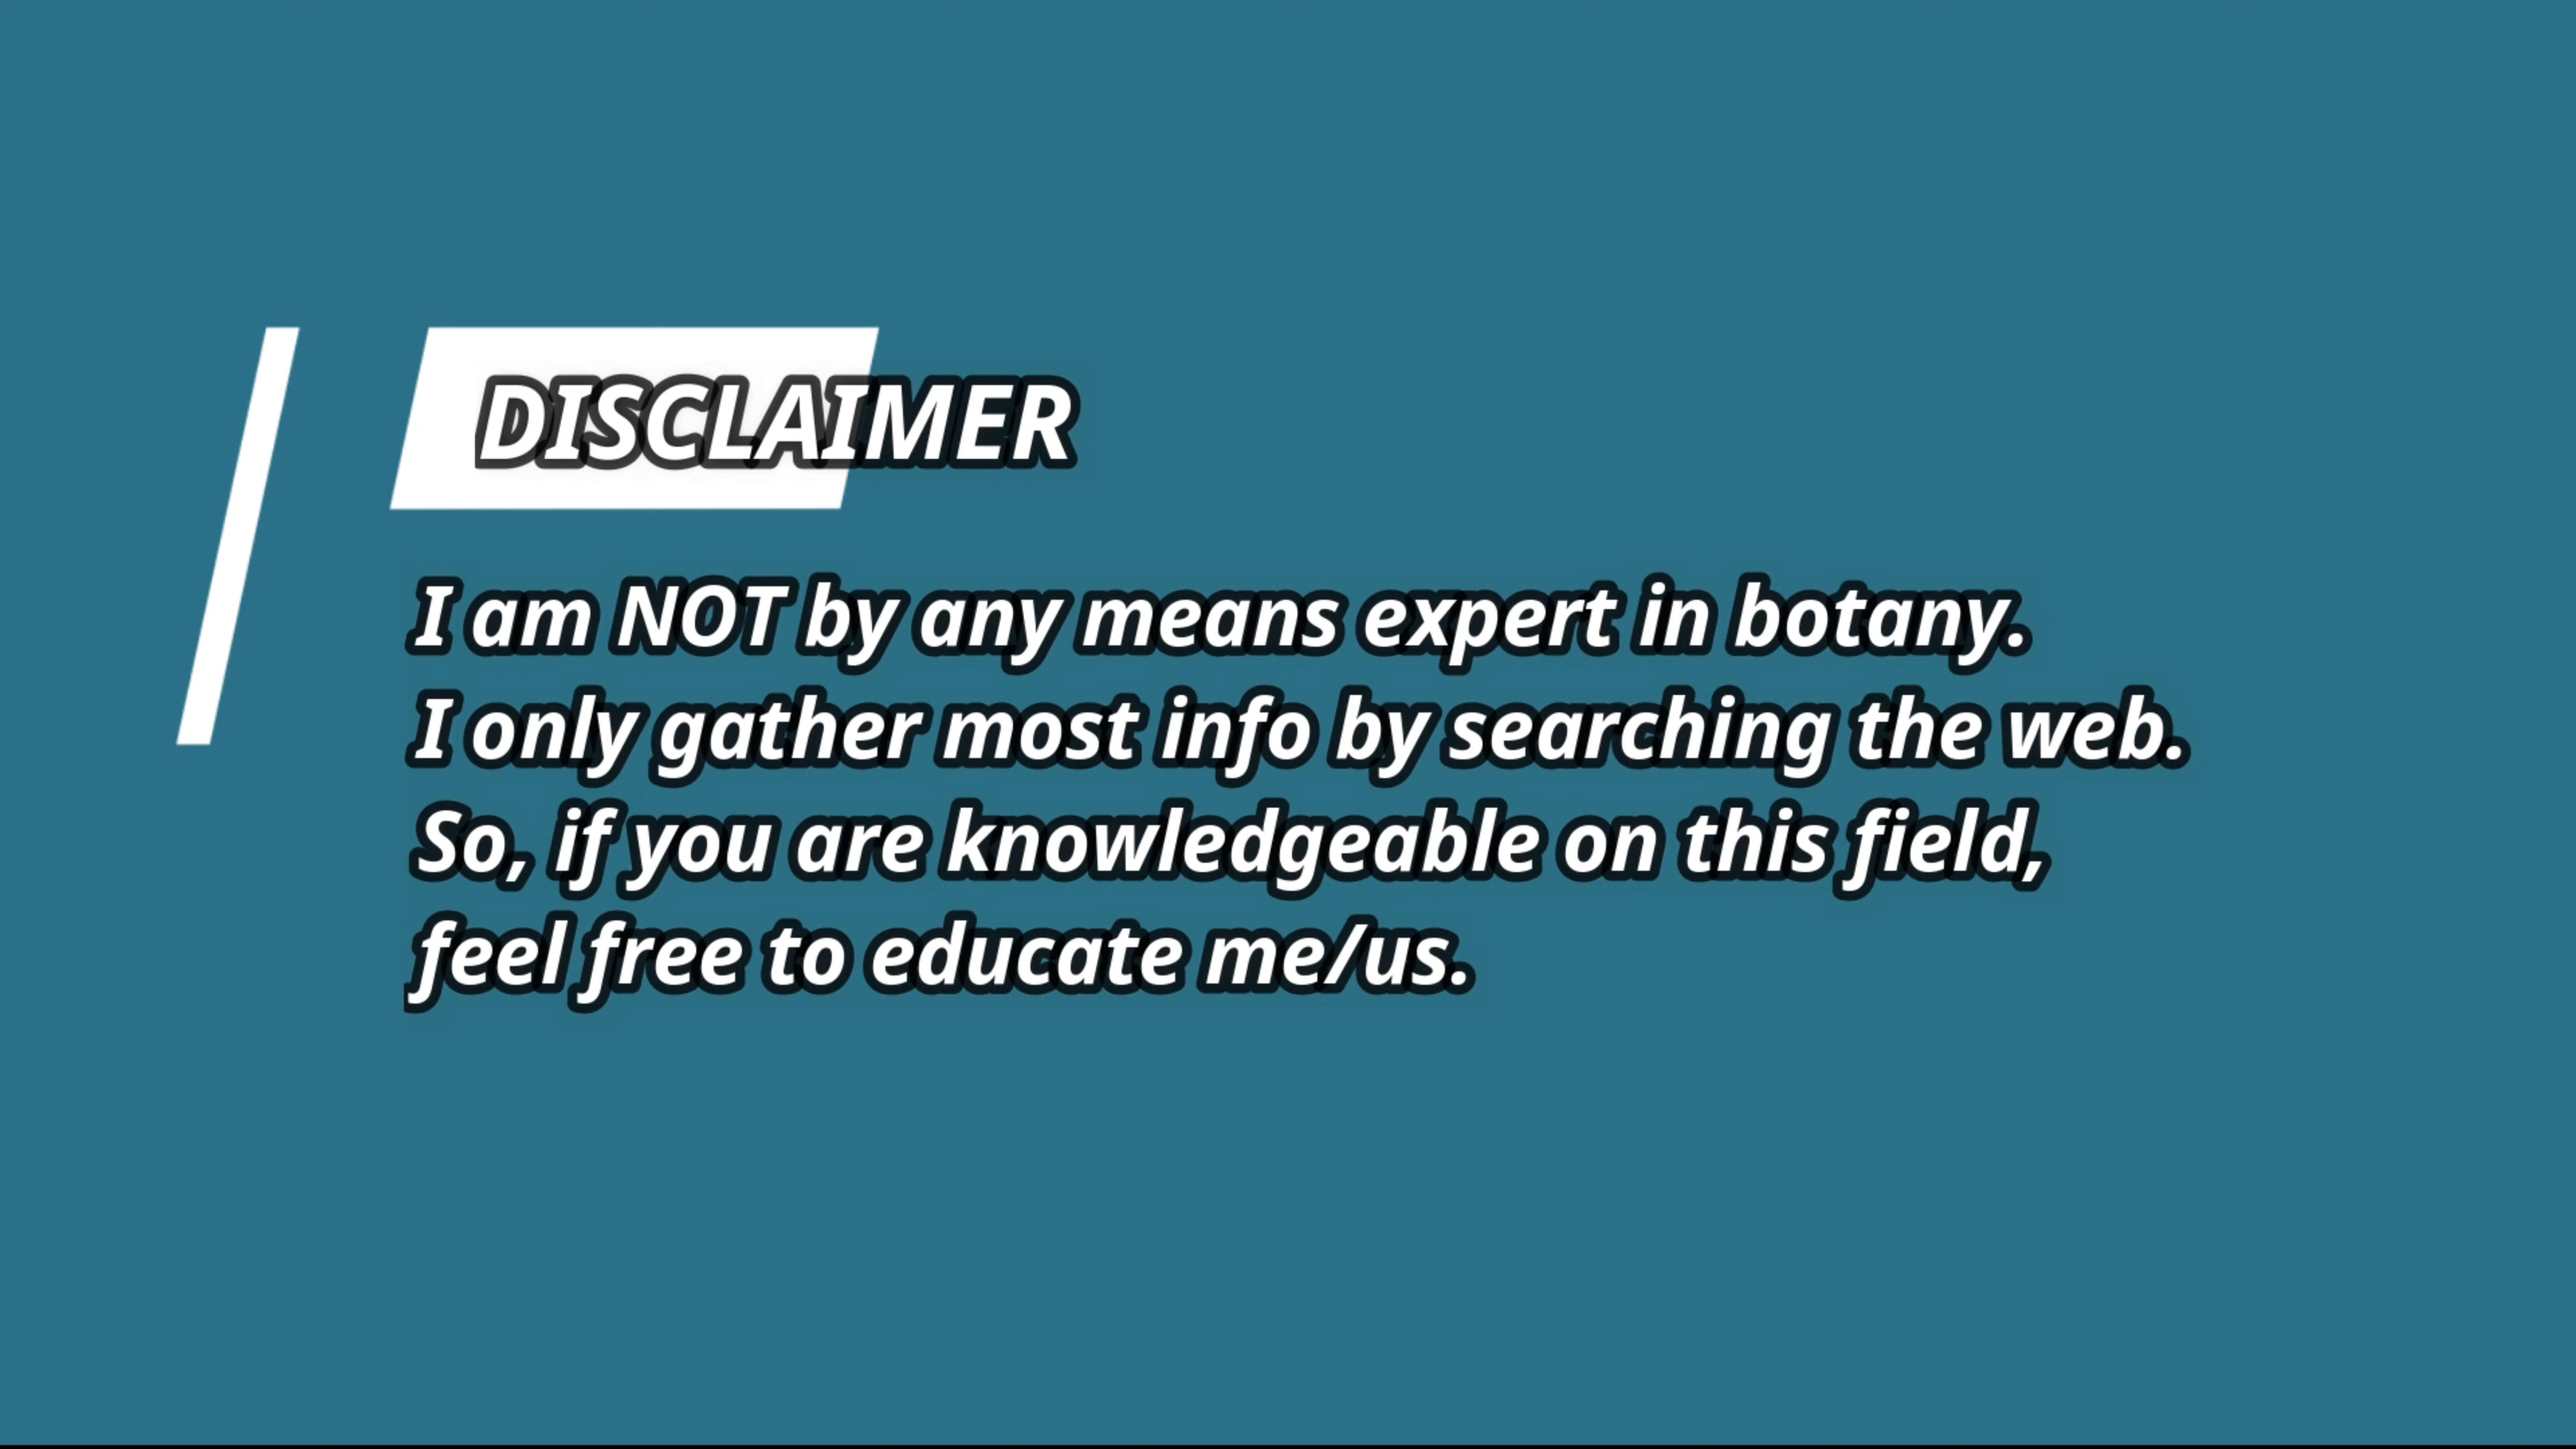 DISCLAIMER
I am NOT by any means expert in botany.
I only gather most info by searching the web.
So, if you are knowledgeable on this field,
feel free to educate me/us.